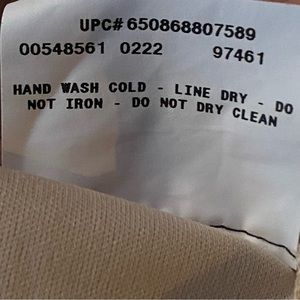 UPC# 650868807589
00548561 0222 97461
HAND WASH COLD - LINE DRY - DO
NOT IRON - DO NOT DRY CLEAN